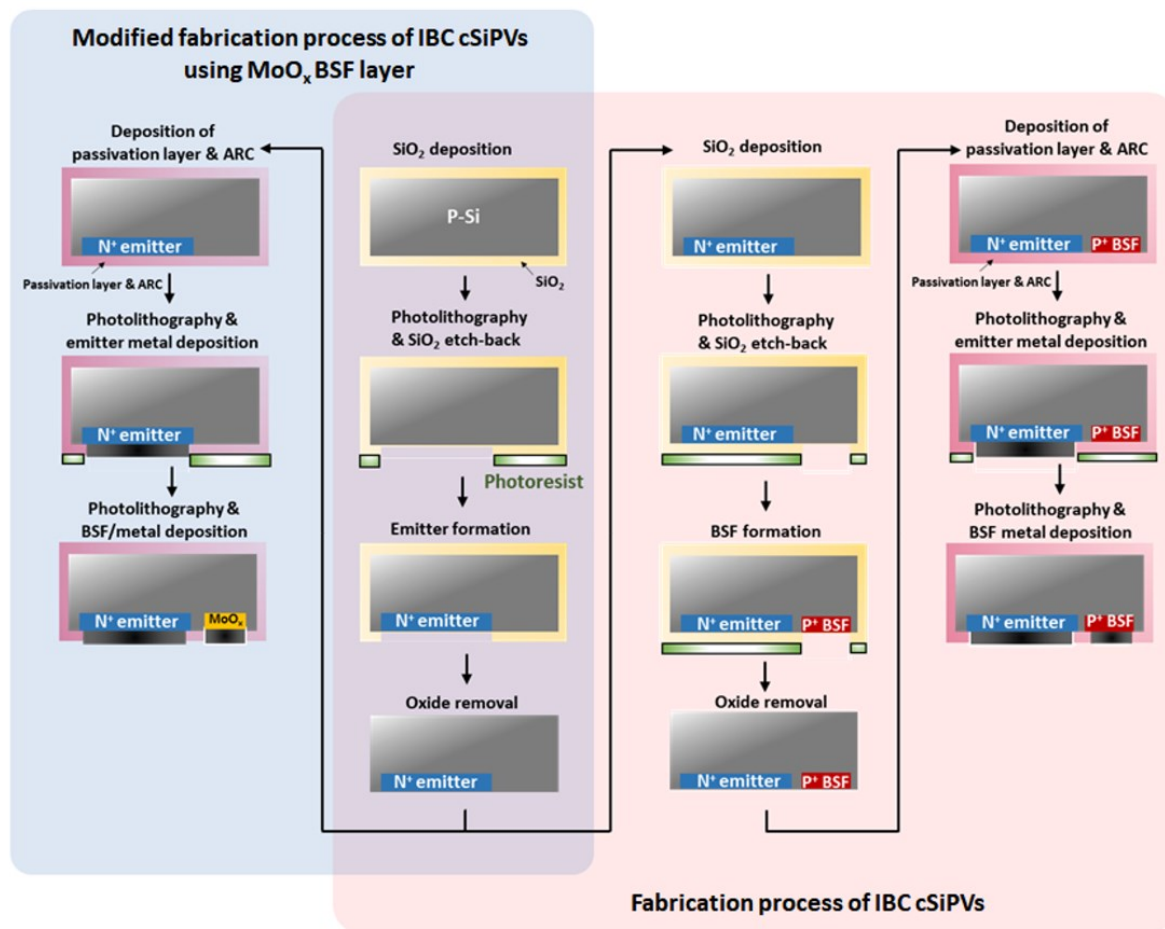 Modified fabrication process of IBC cSiPVs
using MoOₓ BSF layer
Deposition of
passivation layer & ARC
N⁺ emitter
Passivation layer & ARC
Photolithography &
emitter metal deposition
N⁺ emitter
Photolithography &
BSF/metal deposition
N⁺ emitter
MoOₓ
SiO₂ deposition
P-Si
SiO₂
Photolithography
& SiO₂ etch-back
Photoresist
Emitter formation
N⁺ emitter
Oxide removal
N⁺ emitter
SiO₂ deposition
N⁺ emitter
Photolithography
& SiO₂ etch-back
N⁺ emitter
BSF formation
N⁺ emitter
P⁺ BSF
Oxide removal
N⁺ emitter
P⁺ BSF
Deposition of
passivation layer & ARC
N⁺ emitter
P⁺ BSF
Passivation layer & ARC
Photolithography &
emitter metal deposition
N⁺ emitter
P⁺ BSF
Photolithography &
BSF metal deposition
N⁺ emitter
P⁺ BSF
Fabrication process of IBC cSiPVs